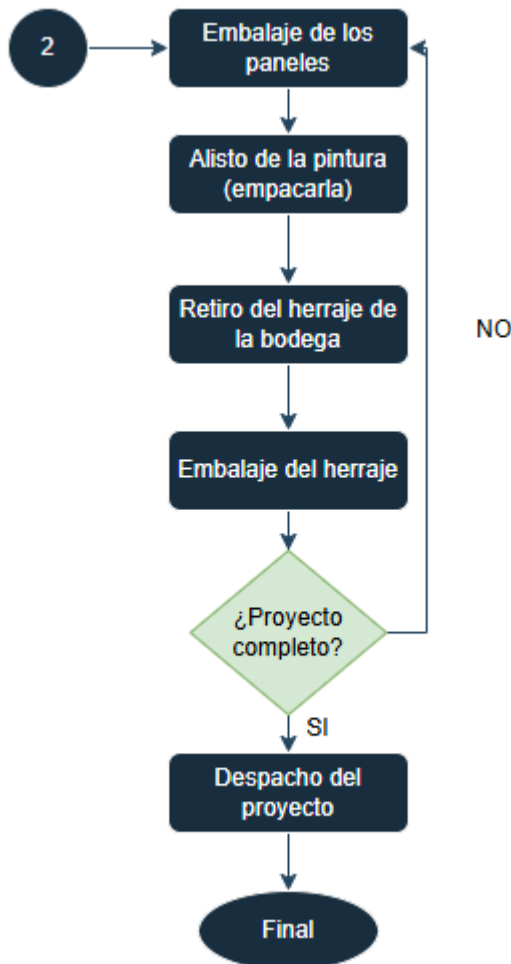 2
Embalaje de los
paneles
Alisto de la pintura
(empacarla)
Retiro del herraje de
la bodega
NO
Embalaje del herraje
¿Proyecto
completo?
SI
Despacho del
proyecto
Final